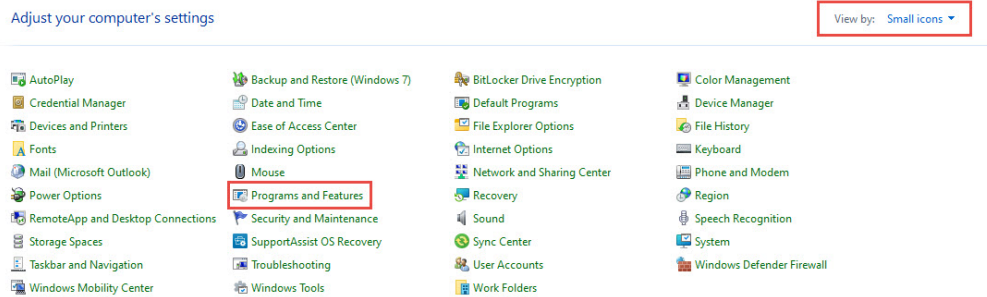 Adjust your computer's settings
View by: Small icons
AutoPlay
Backup and Restore (Windows 7)
BitLocker Drive Encryption
Color Management
Credential Manager
Date and Time
Default Programs
Device Manager
Devices and Printers
Ease of Access Center
File Explorer Options
File History
Fonts
Indexing Options
Internet Options
Keyboard
Mail (Microsoft Outlook)
Mouse
Network and Sharing Center
Phone and Modem
Power Options
Programs and Features
Recovery
Region
RemoteApp and Desktop Connections
Security and Maintenance
Sound
Speech Recognition
Storage Spaces
SupportAssist OS Recovery
Sync Center
System
Taskbar and Navigation
Troubleshooting
User Accounts
Windows Defender Firewall
Windows Mobility Center
Windows Tools
Work Folders